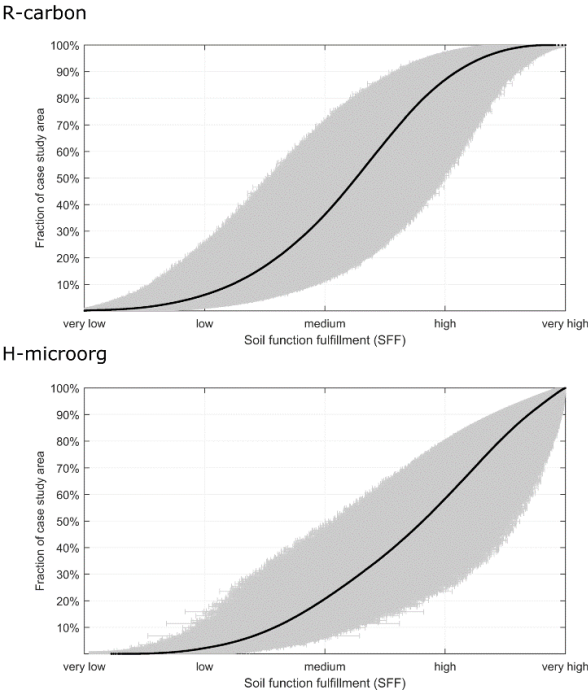 R-carbon
100%
90%
80%
70%
60%
50%
40%
30%
20%
10%
Fraction of case study area
very low low medium high very high
Soil function fulfillment (SFF)
H-microorg
100%
90%
80%
70%
60%
50%
40%
30%
20%
10%
Fraction of case study area
very low low medium high very high
Soil function fulfillment (SFF)